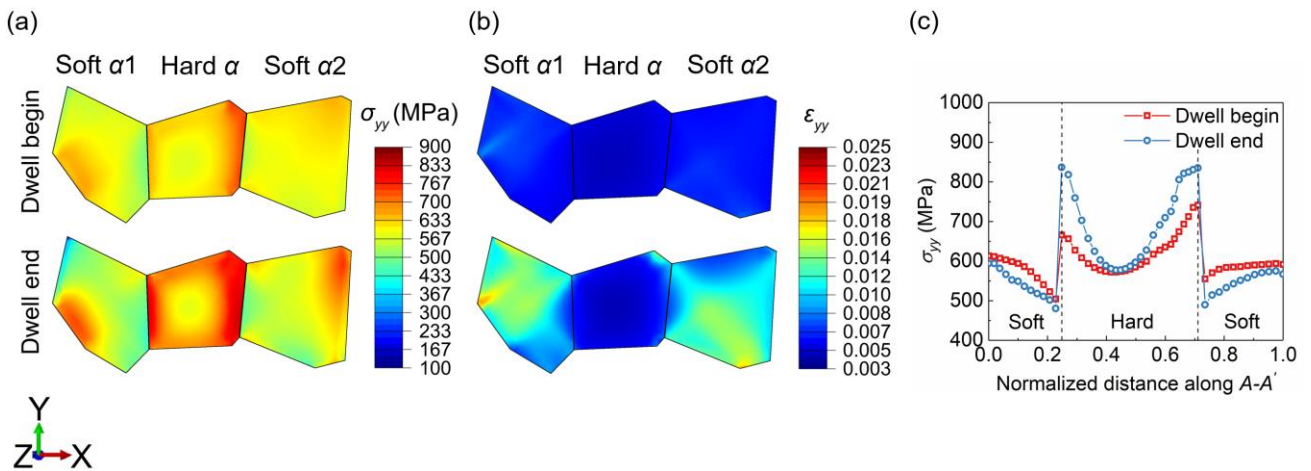 (a)
Soft α1 Hard α Soft α2
Dwell begin
Dwell end
σyy (MPa)
900
833
767
700
633
567
500
433
367
300
233
167
100
Y
Z X
(b)
Soft α1 Hard α Soft α2
εyy
0.025
0.023
0.021
0.019
0.018
0.016
0.014
0.012
0.010
0.008
0.007
0.005
0.003
(c)
σyy (MPa)
1000
900
800
700
600
500
400
Dwell begin
Dwell end
Soft Hard Soft
0.0 0.2 0.4 0.6 0.8 1.0
Normalized distance along A-A'